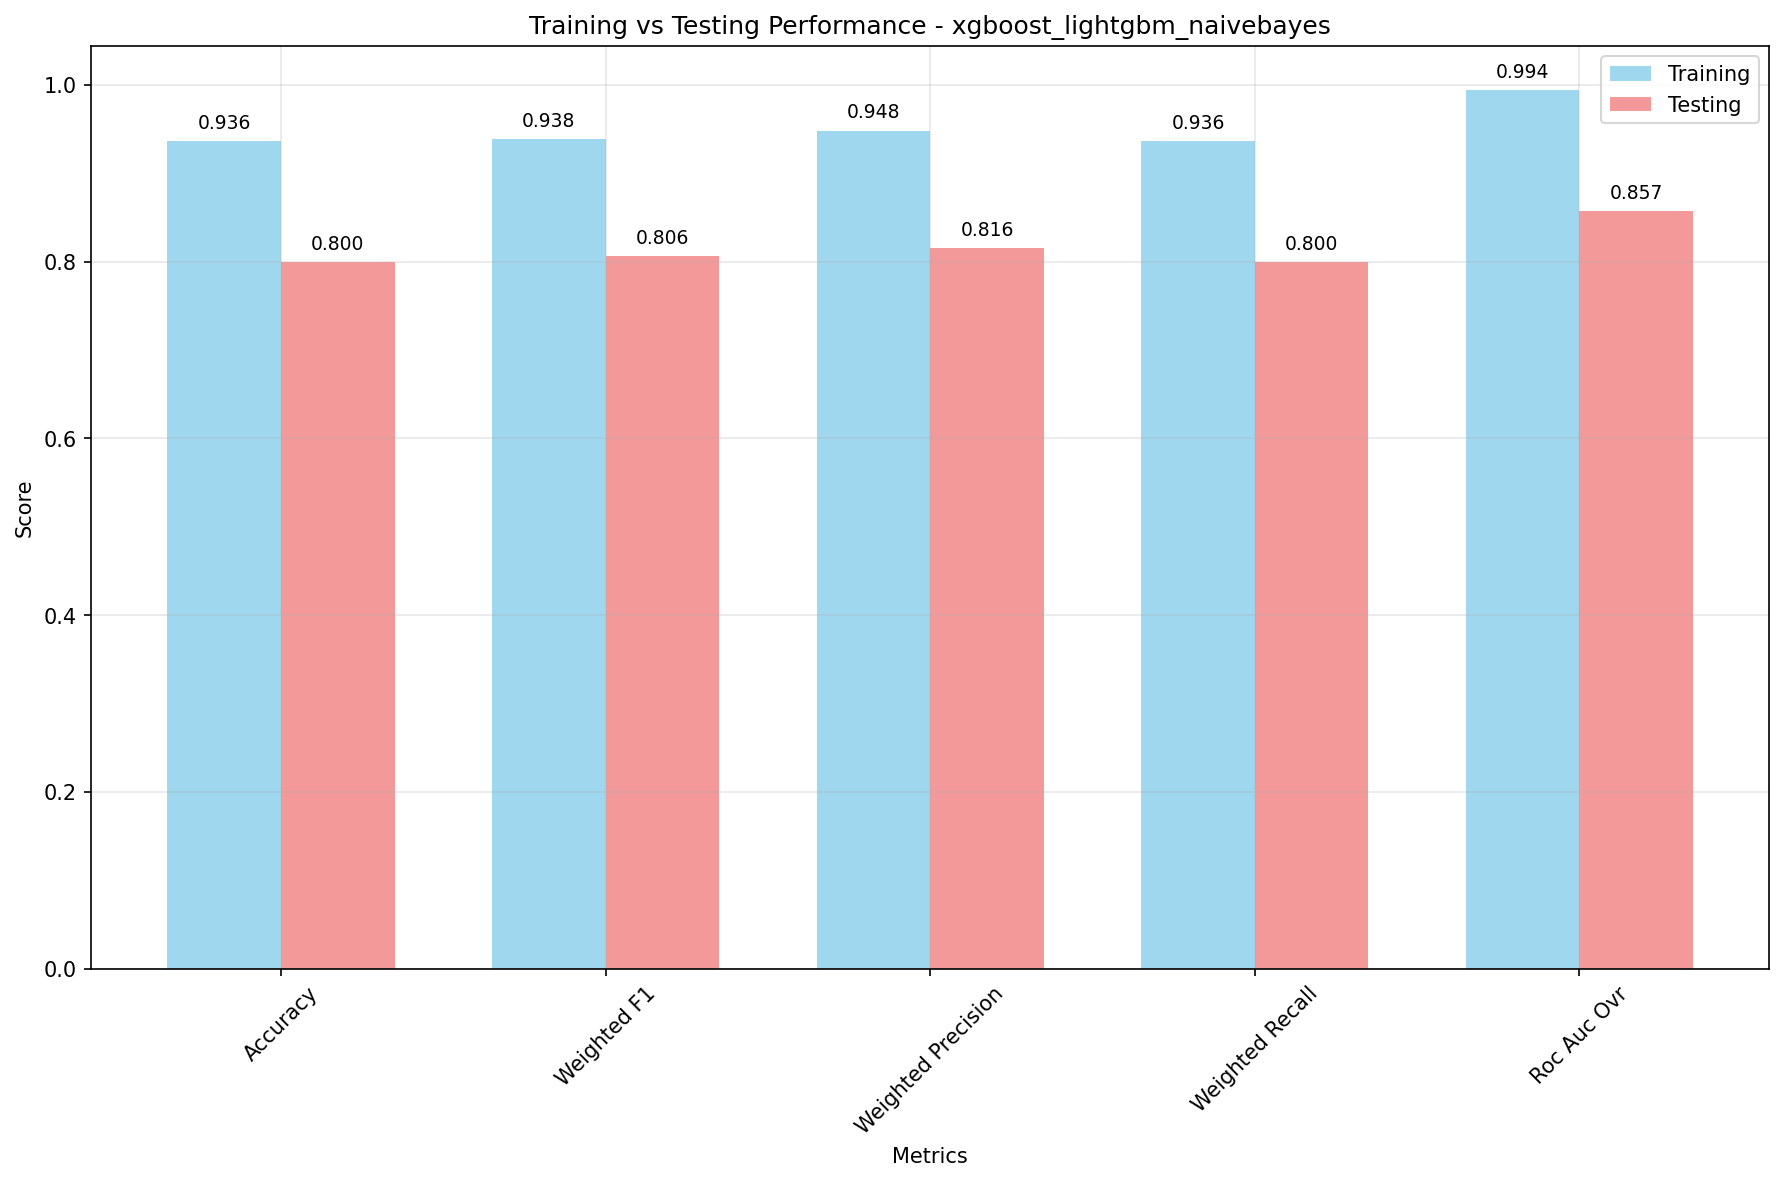 Training vs Testing Performance - xgboost_lightgbm_naivebayes
Training
Testing
Score
1.0
0.8
0.6
0.4
0.2
0.0
0.936
0.800
0.938
0.806
0.948
0.816
0.936
0.800
0.994
0.857
Accuracy
Weighted F1
Weighted Precision
Weighted Recall
Roc Auc Ovr
Metrics